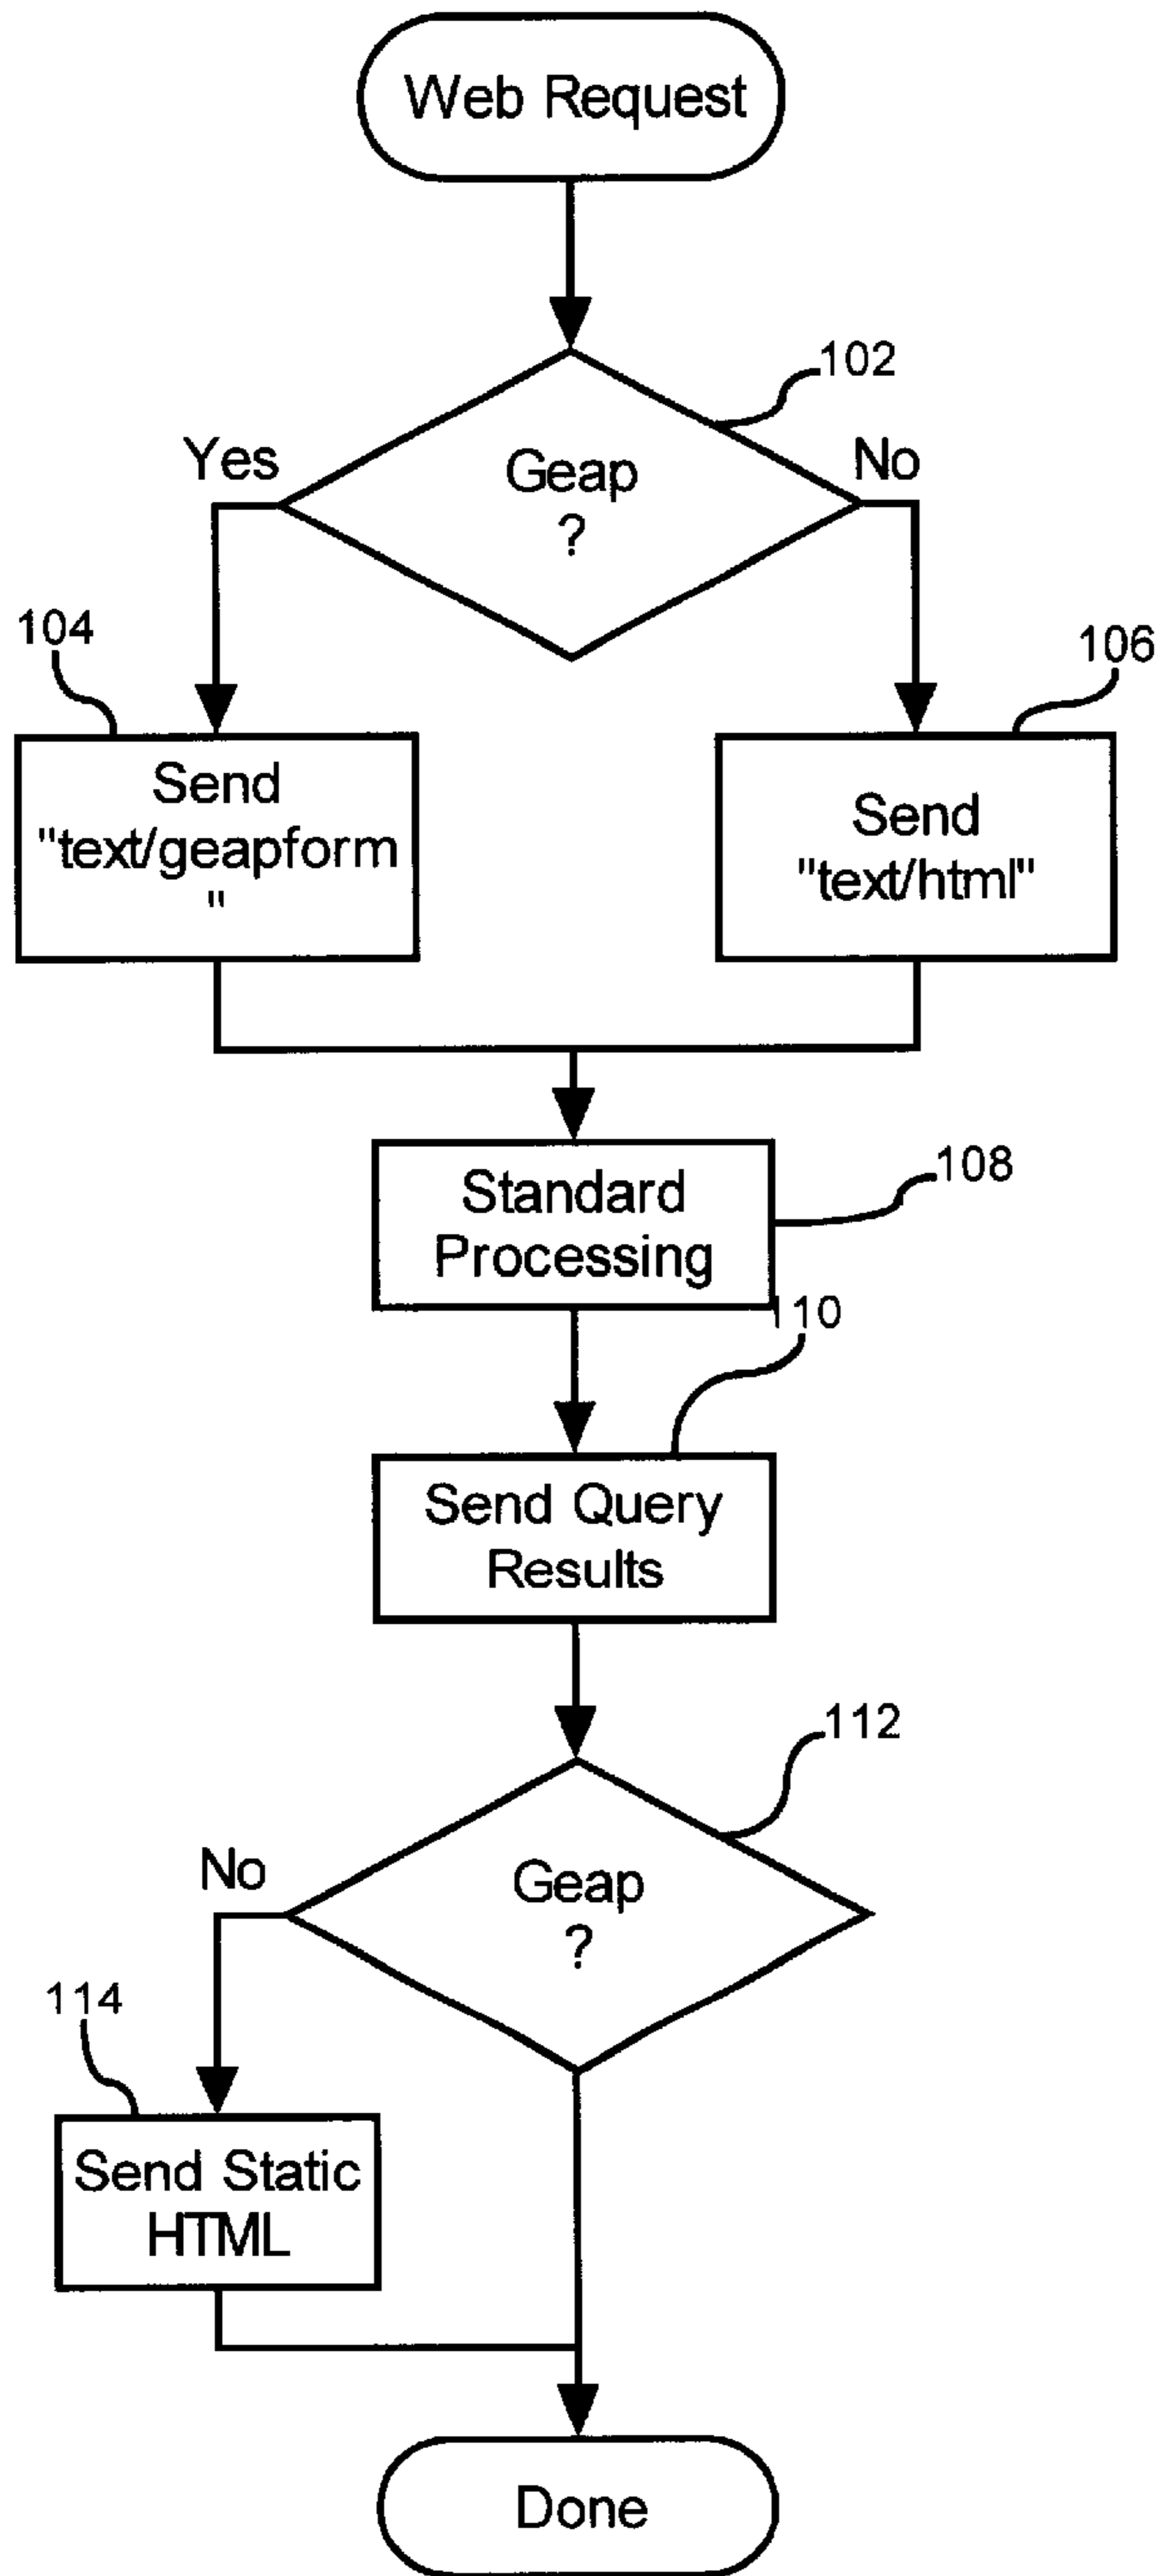 Web Request
102
Yes
Geap
?
No
104
106
Send
"text/geapform
"
Send
"text/html"
108
Standard
Processing
110
Send Query
Results
112
No
Geap
?
114
Send Static
HTML
Done